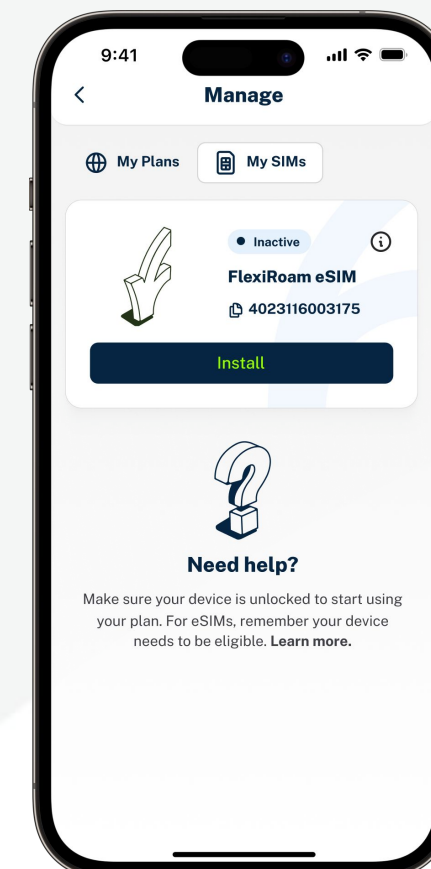 9:41
Manage
My Plans
My SIMs
Inactive
FlexiRoam eSIM
4023116003175
Install
Need help?
Make sure your device is unlocked to start using
your plan. For eSIMs, remember your device
needs to be eligible. Learn more.